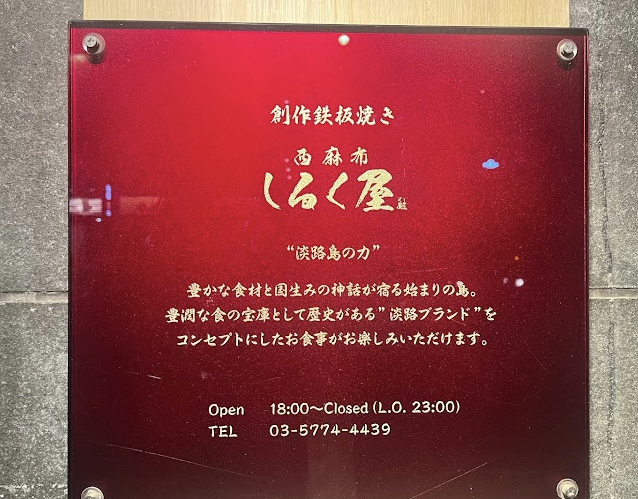 創作鉄板焼き
西麻布
しるく屋
“淡路島の力”
豊かな食材と国生みの神話が宿る始まりの島。
豊潤な食の宝庫として歴史がある”淡路ブランド”を
コンセプトにしたお食事がお楽しみいただけます。
Open 18:00〜Closed (L.O. 23:00)
TEL 03-5774-4439